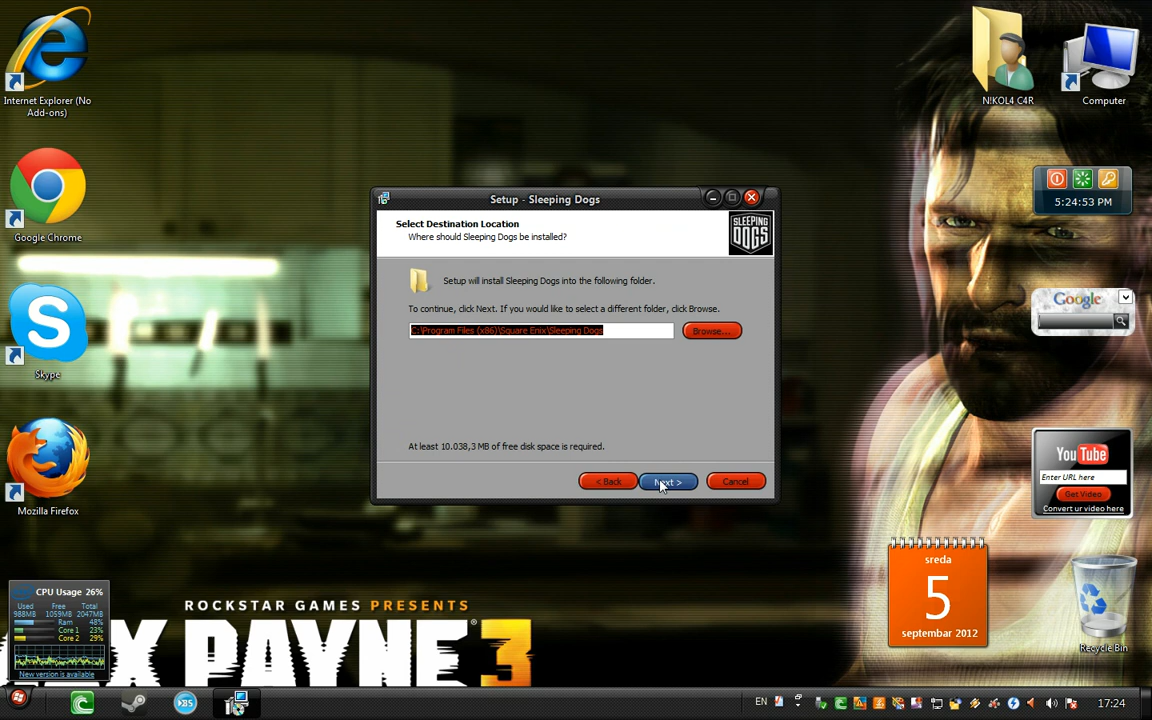 Internet Explorer (No
Add-ons)
Google Chrome
Skype
Mozilla Firefox
N!KOL4 C4R
Computer
5:24:53 PM
Google
You Tube
Enter URL here
Get Video
Convert ur video here
sreda
5
septembar 2012
Recycle Bin
Setup - Sleeping Dogs
Select Destination Location
Where should Sleeping Dogs be installed?
SLEEPING
DOGS
Setup will install Sleeping Dogs into the following folder.
To continue, click Next. If you would like to select a different folder, click Browse.
C:\Program Files (x86)\Square Enix\Sleeping Dogs
Browse...
At least 10.038,3 MB of free disk space is required.
< Back
Next >
Cancel
CPU Usage 26%
Used Free Total
988MB 1059MB 2047MB
Ram 48%
Core 1 23%
Core 2 29%
New version is available
ROCKSTAR GAMES PRESENTS
AX PAYNE 3
BS
EN
17:24